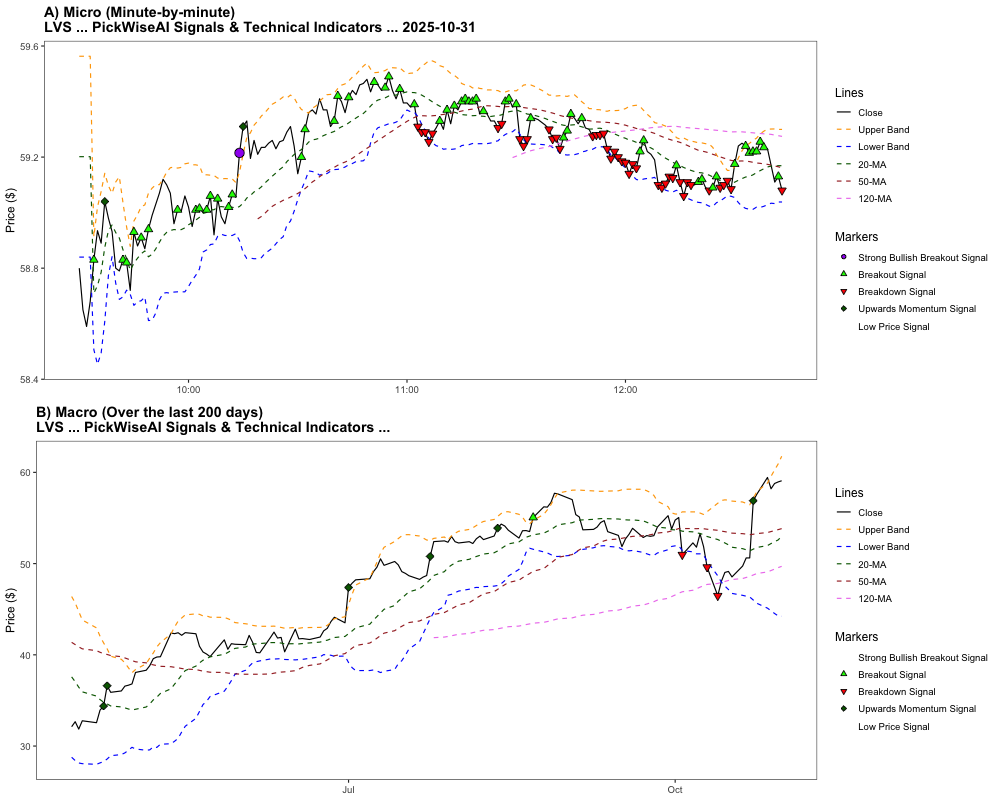 A) Micro (Minute-by-minute)
LVS ... PickWiseAI Signals & Technical Indicators ... 2025-10-31
Price ($)
59.6
59.2
58.8
58.4
10:00
11:00
12:00
Lines
Close
Upper Band
Lower Band
20-MA
50-MA
120-MA
Markers
Strong Bullish Breakout Signal
Breakout Signal
Breakdown Signal
Upwards Momentum Signal
Low Price Signal
B) Macro (Over the last 200 days)
LVS ... PickWiseAI Signals & Technical Indicators ...
Price ($)
60
50
40
30
Jul
Oct
Lines
Close
Upper Band
Lower Band
20-MA
50-MA
120-MA
Markers
Strong Bullish Breakout Signal
Breakout Signal
Breakdown Signal
Upwards Momentum Signal
Low Price Signal